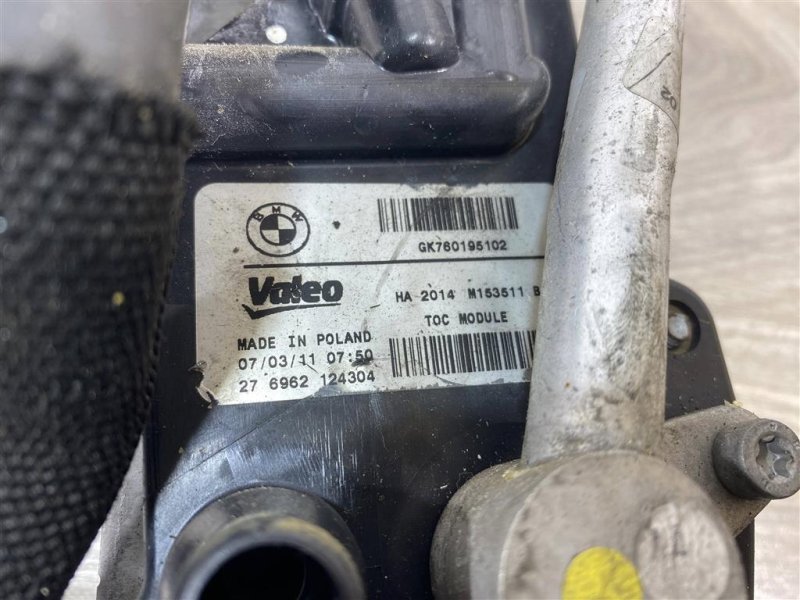 BMW
GK760195102
Valeo
HA 2014 M153511 B
TOC MODULE
MADE IN POLAND
07/03/11 07:50
27 6962 124304